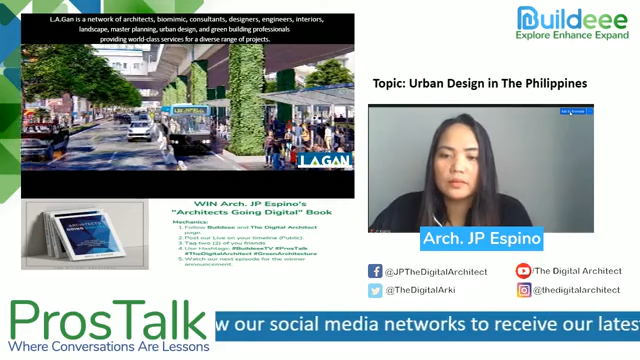 L.A.Gan is a network of architects, biomimic, consultants, designers, engineers, interiors,
landscape, master planning, urban design, and green building professionals
providing world-class services for a diverse range of projects.
L.A.GAN
Buildeee
Explore Enhance Expand
Topic: Urban Design in The Philippines
Arch. JP Espino
WIN Arch. JP Espino's
"Architects Going Digital" Book
Mechanics:
1. Follow Buildeee and The Digital Architect
page.
2. Post our Live on your timeline (Public).
3. Tag two (2) of you friends
4. Use Hashtags: #BuildeeeTV #ProsTalk
#TheDigitalArchitect #GreenArchitecture
5. Watch our next episode for the winner
announcement.
@JPTheDigitalArchitect
/The Digital Architect
@TheDigitalArki
@thedigitalarchitect
ProsTalk
Where Conversations Are Lessons
w our social media networks to receive our latest